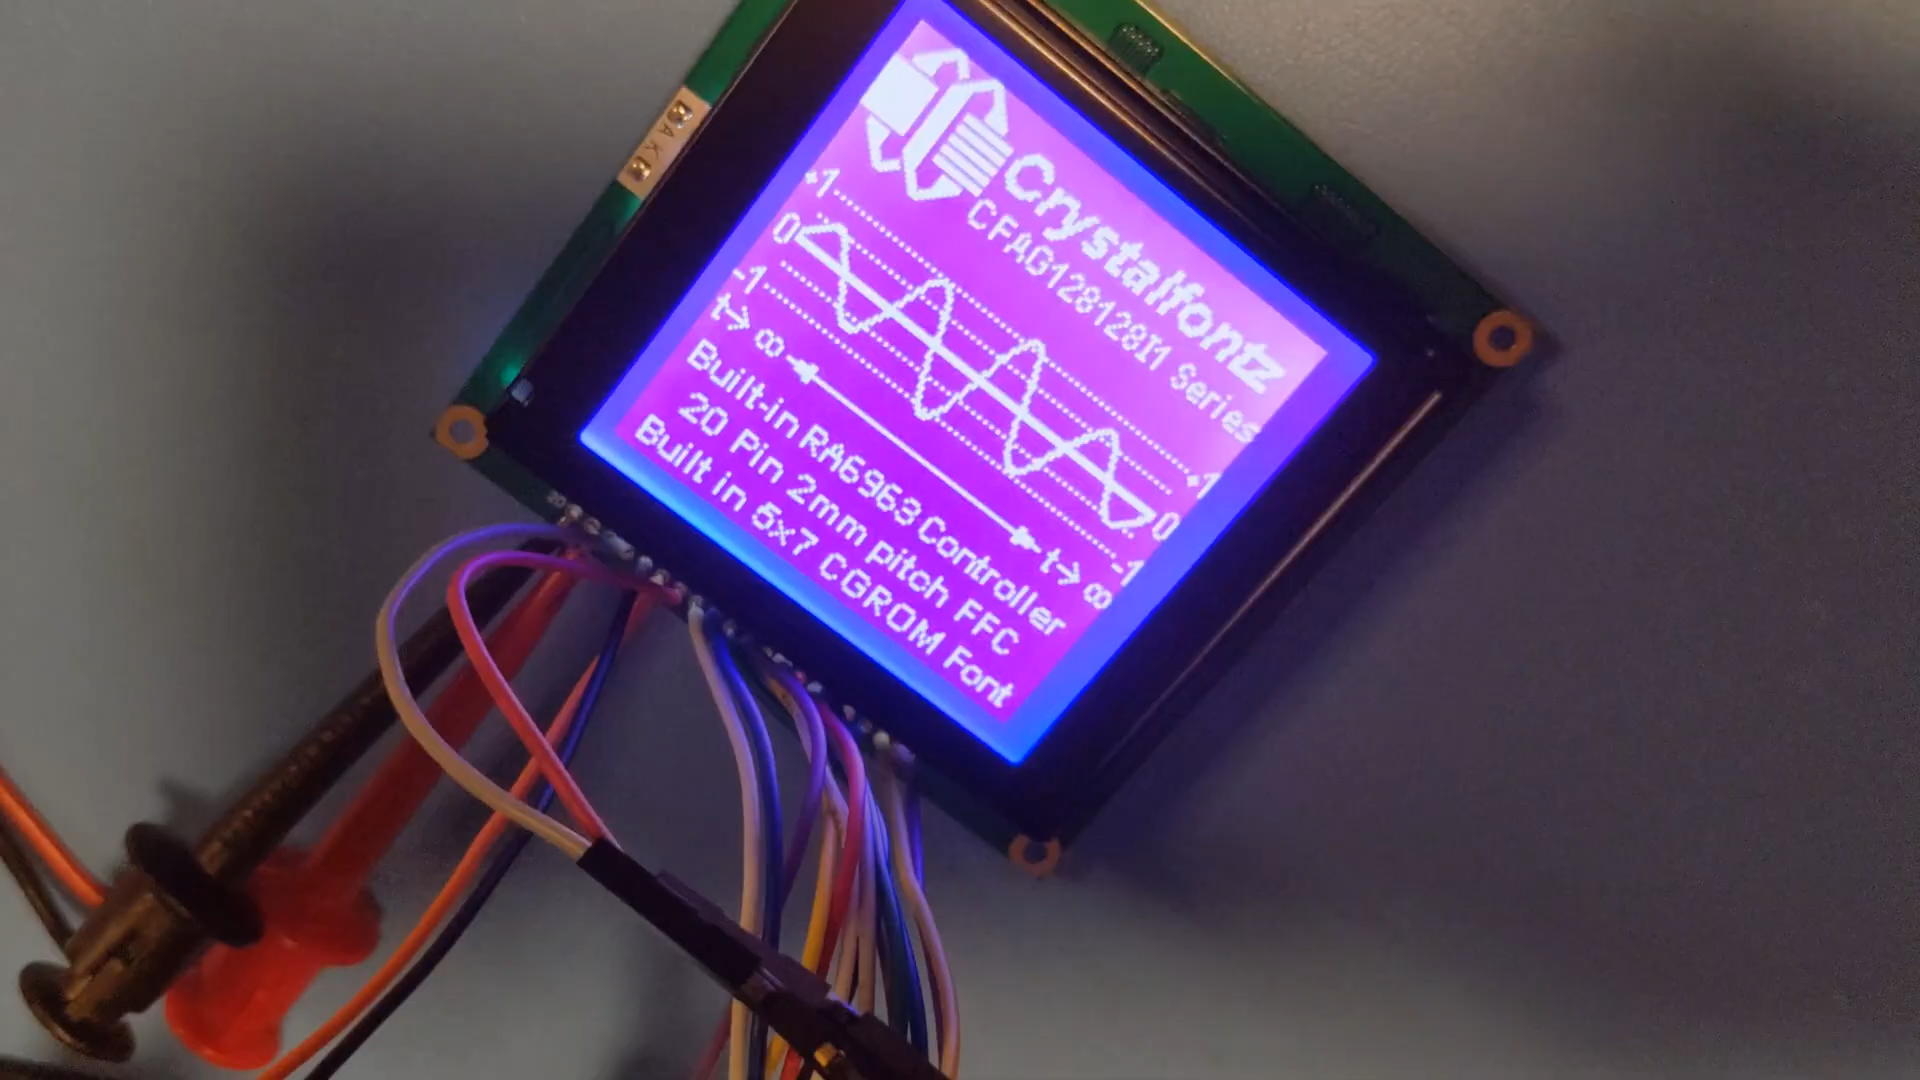 Crystalfontz
CFAG128128I1 Series
+1
0
-1
+1
0
-1
t→ ∞
t→ ∞
Built-in RA6963 Controller
20 Pin 2mm pitch FFC
Built in 5x7 CGROM Font
A K